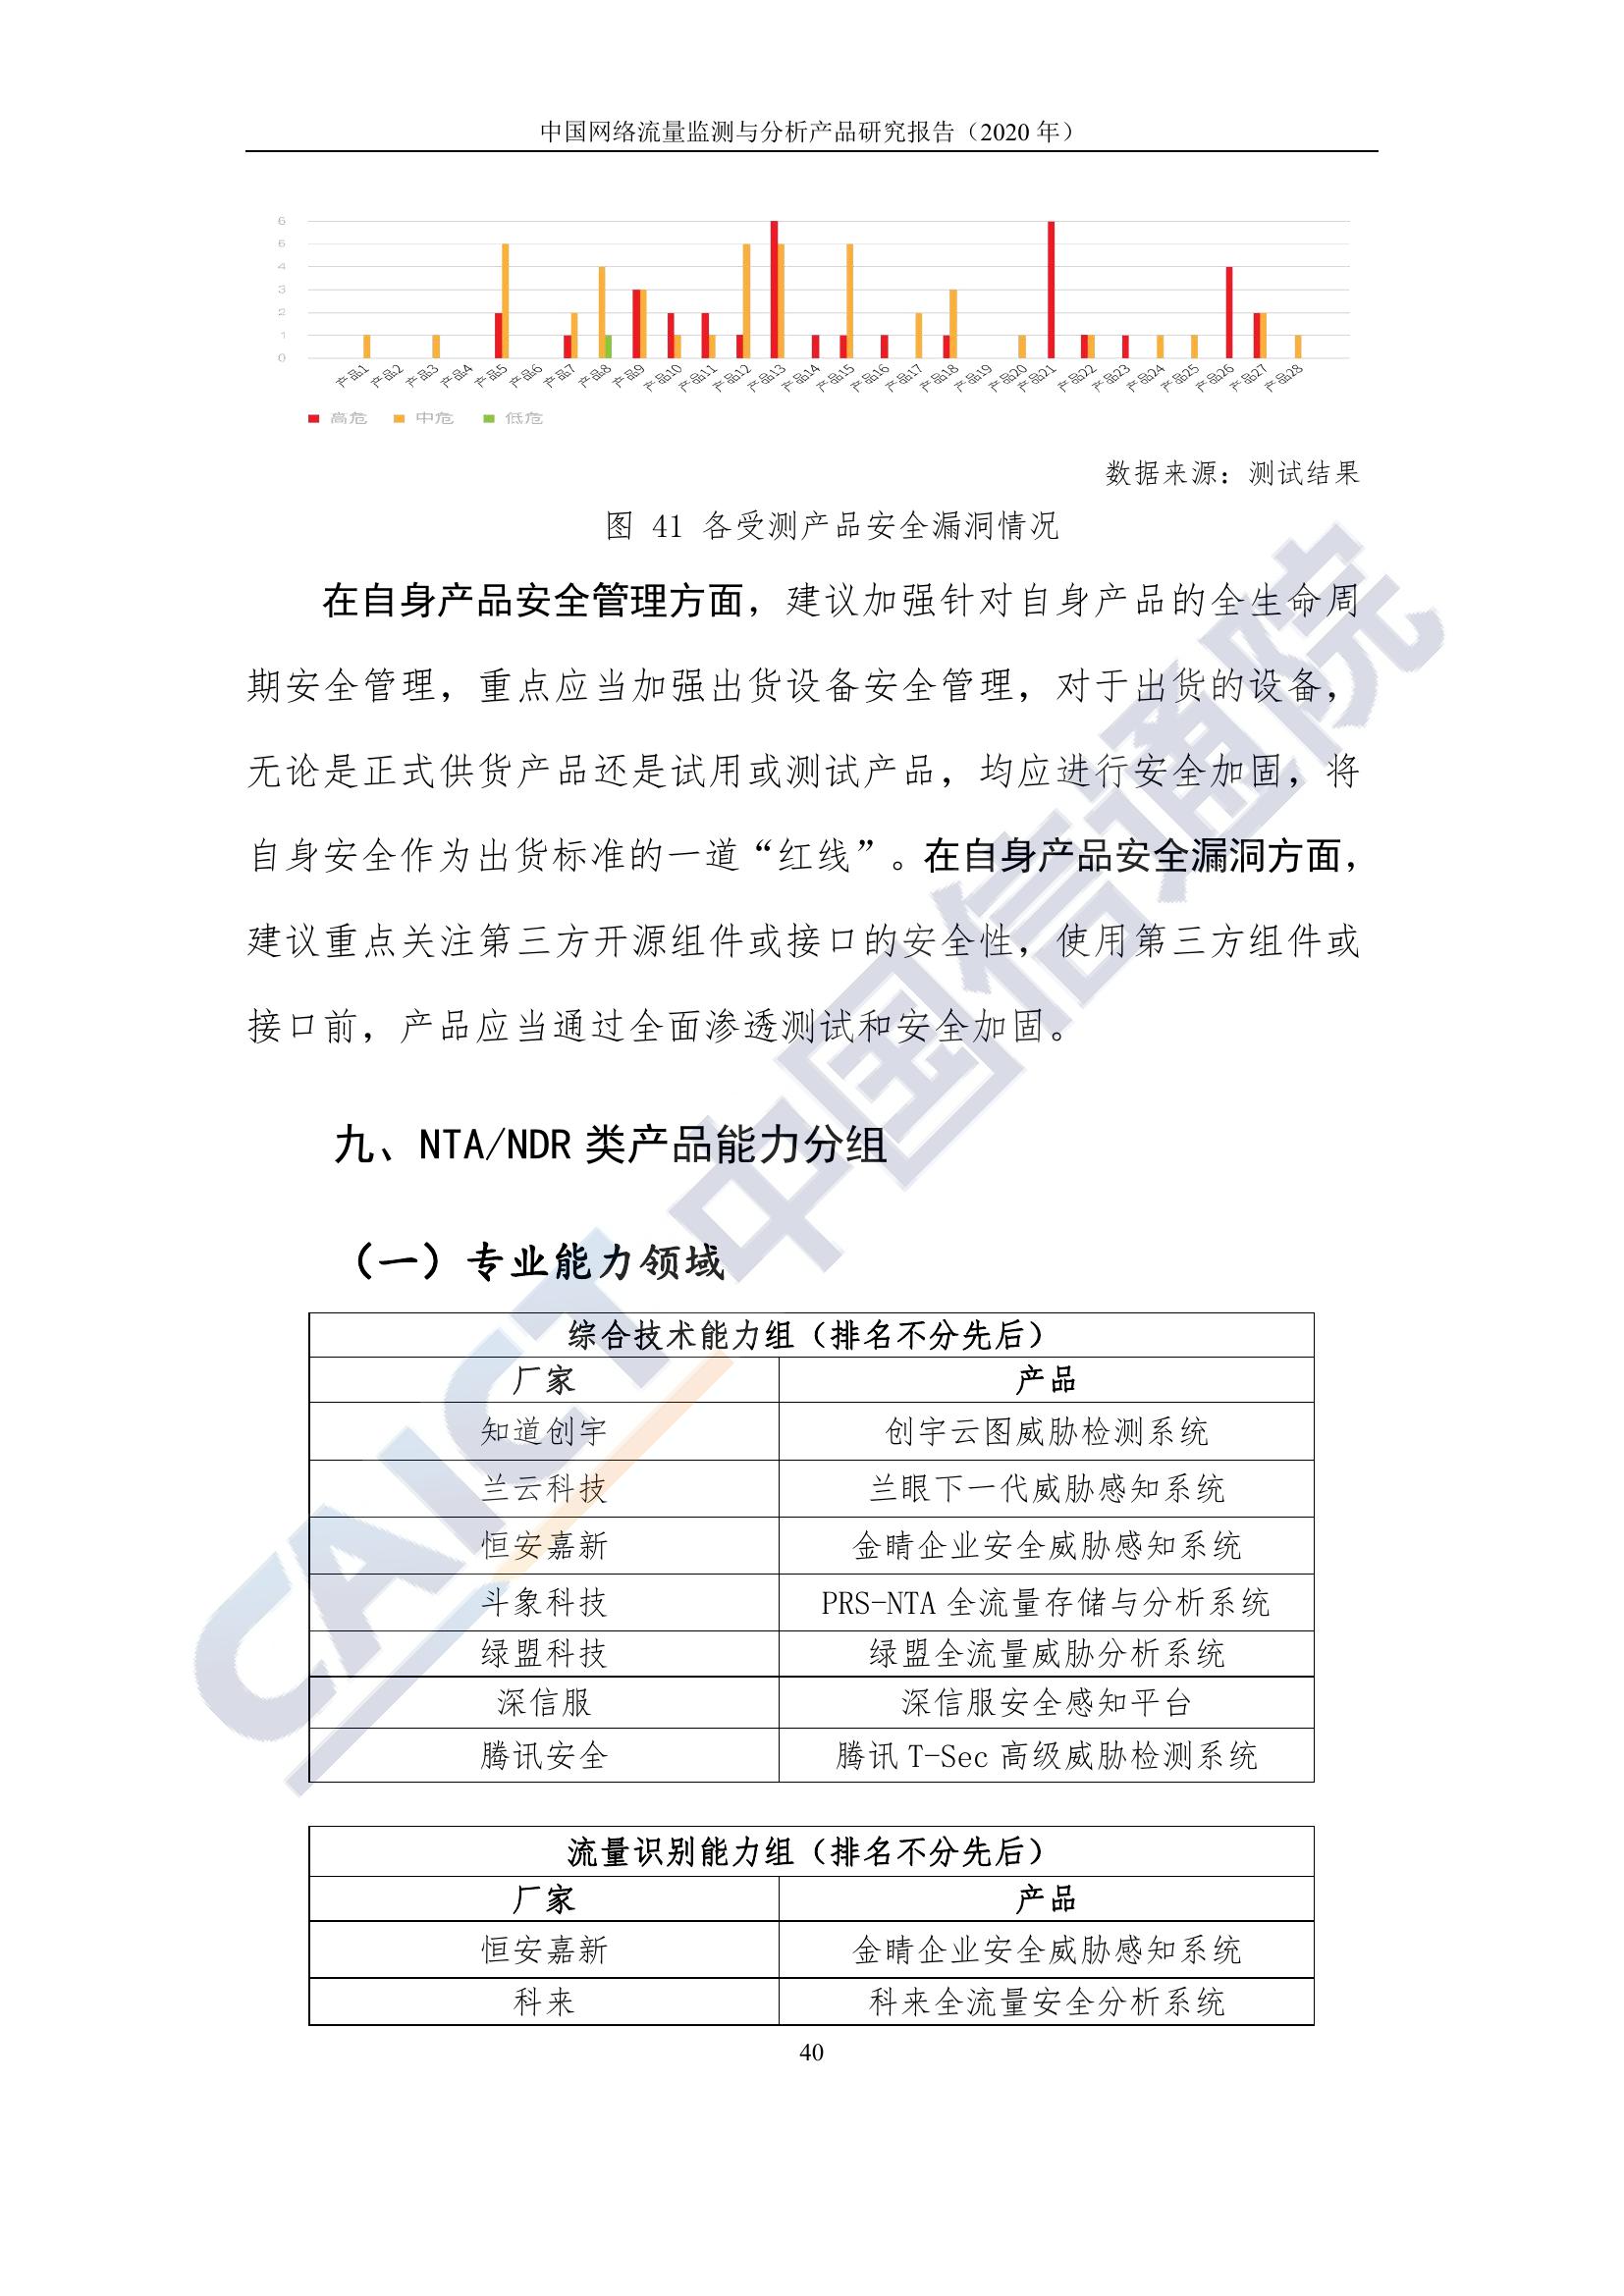 中国网络流量监测与分析产品研究报告（2020 年）
6
6
4
3
2
1
0
产品1 产品2 产品3 产品4 产品5 产品6 产品7 产品8 产品9 产品10 产品11 产品12 产品13 产品14 产品15 产品16 产品17 产品18 产品19 产品20 产品21 产品22 产品23 产品24 产品25 产品26 产品27 产品28
高危 中危 低危
数据来源：测试结果
图 41 各受测产品安全漏洞情况
在自身产品安全管理方面，建议加强针对自身产品的全生命周
期安全管理，重点应当加强出货设备安全管理，对于出货的设备，
无论是正式供货产品还是试用或测试产品，均应进行安全加固，将
自身安全作为出货标准的一道“红线”。在自身产品安全漏洞方面，
建议重点关注第三方开源组件或接口的安全性，使用第三方组件或
接口前，产品应当通过全面渗透测试和安全加固。
九、NTA/NDR 类产品能力分组
（一）专业能力领域
综合技术能力组（排名不分先后）
厂家 产品
知道创宇 创宇云图威胁检测系统
兰云科技 兰眼下一代威胁感知系统
恒安嘉新 金睛企业安全威胁感知系统
斗象科技 PRS-NTA 全流量存储与分析系统
绿盟科技 绿盟全流量威胁分析系统
深信服 深信服安全感知平台
腾讯安全 腾讯 T-Sec 高级威胁检测系统
流量识别能力组（排名不分先后）
厂家 产品
恒安嘉新 金睛企业安全威胁感知系统
科来 科来全流量安全分析系统
40
CAICT 中国信通院